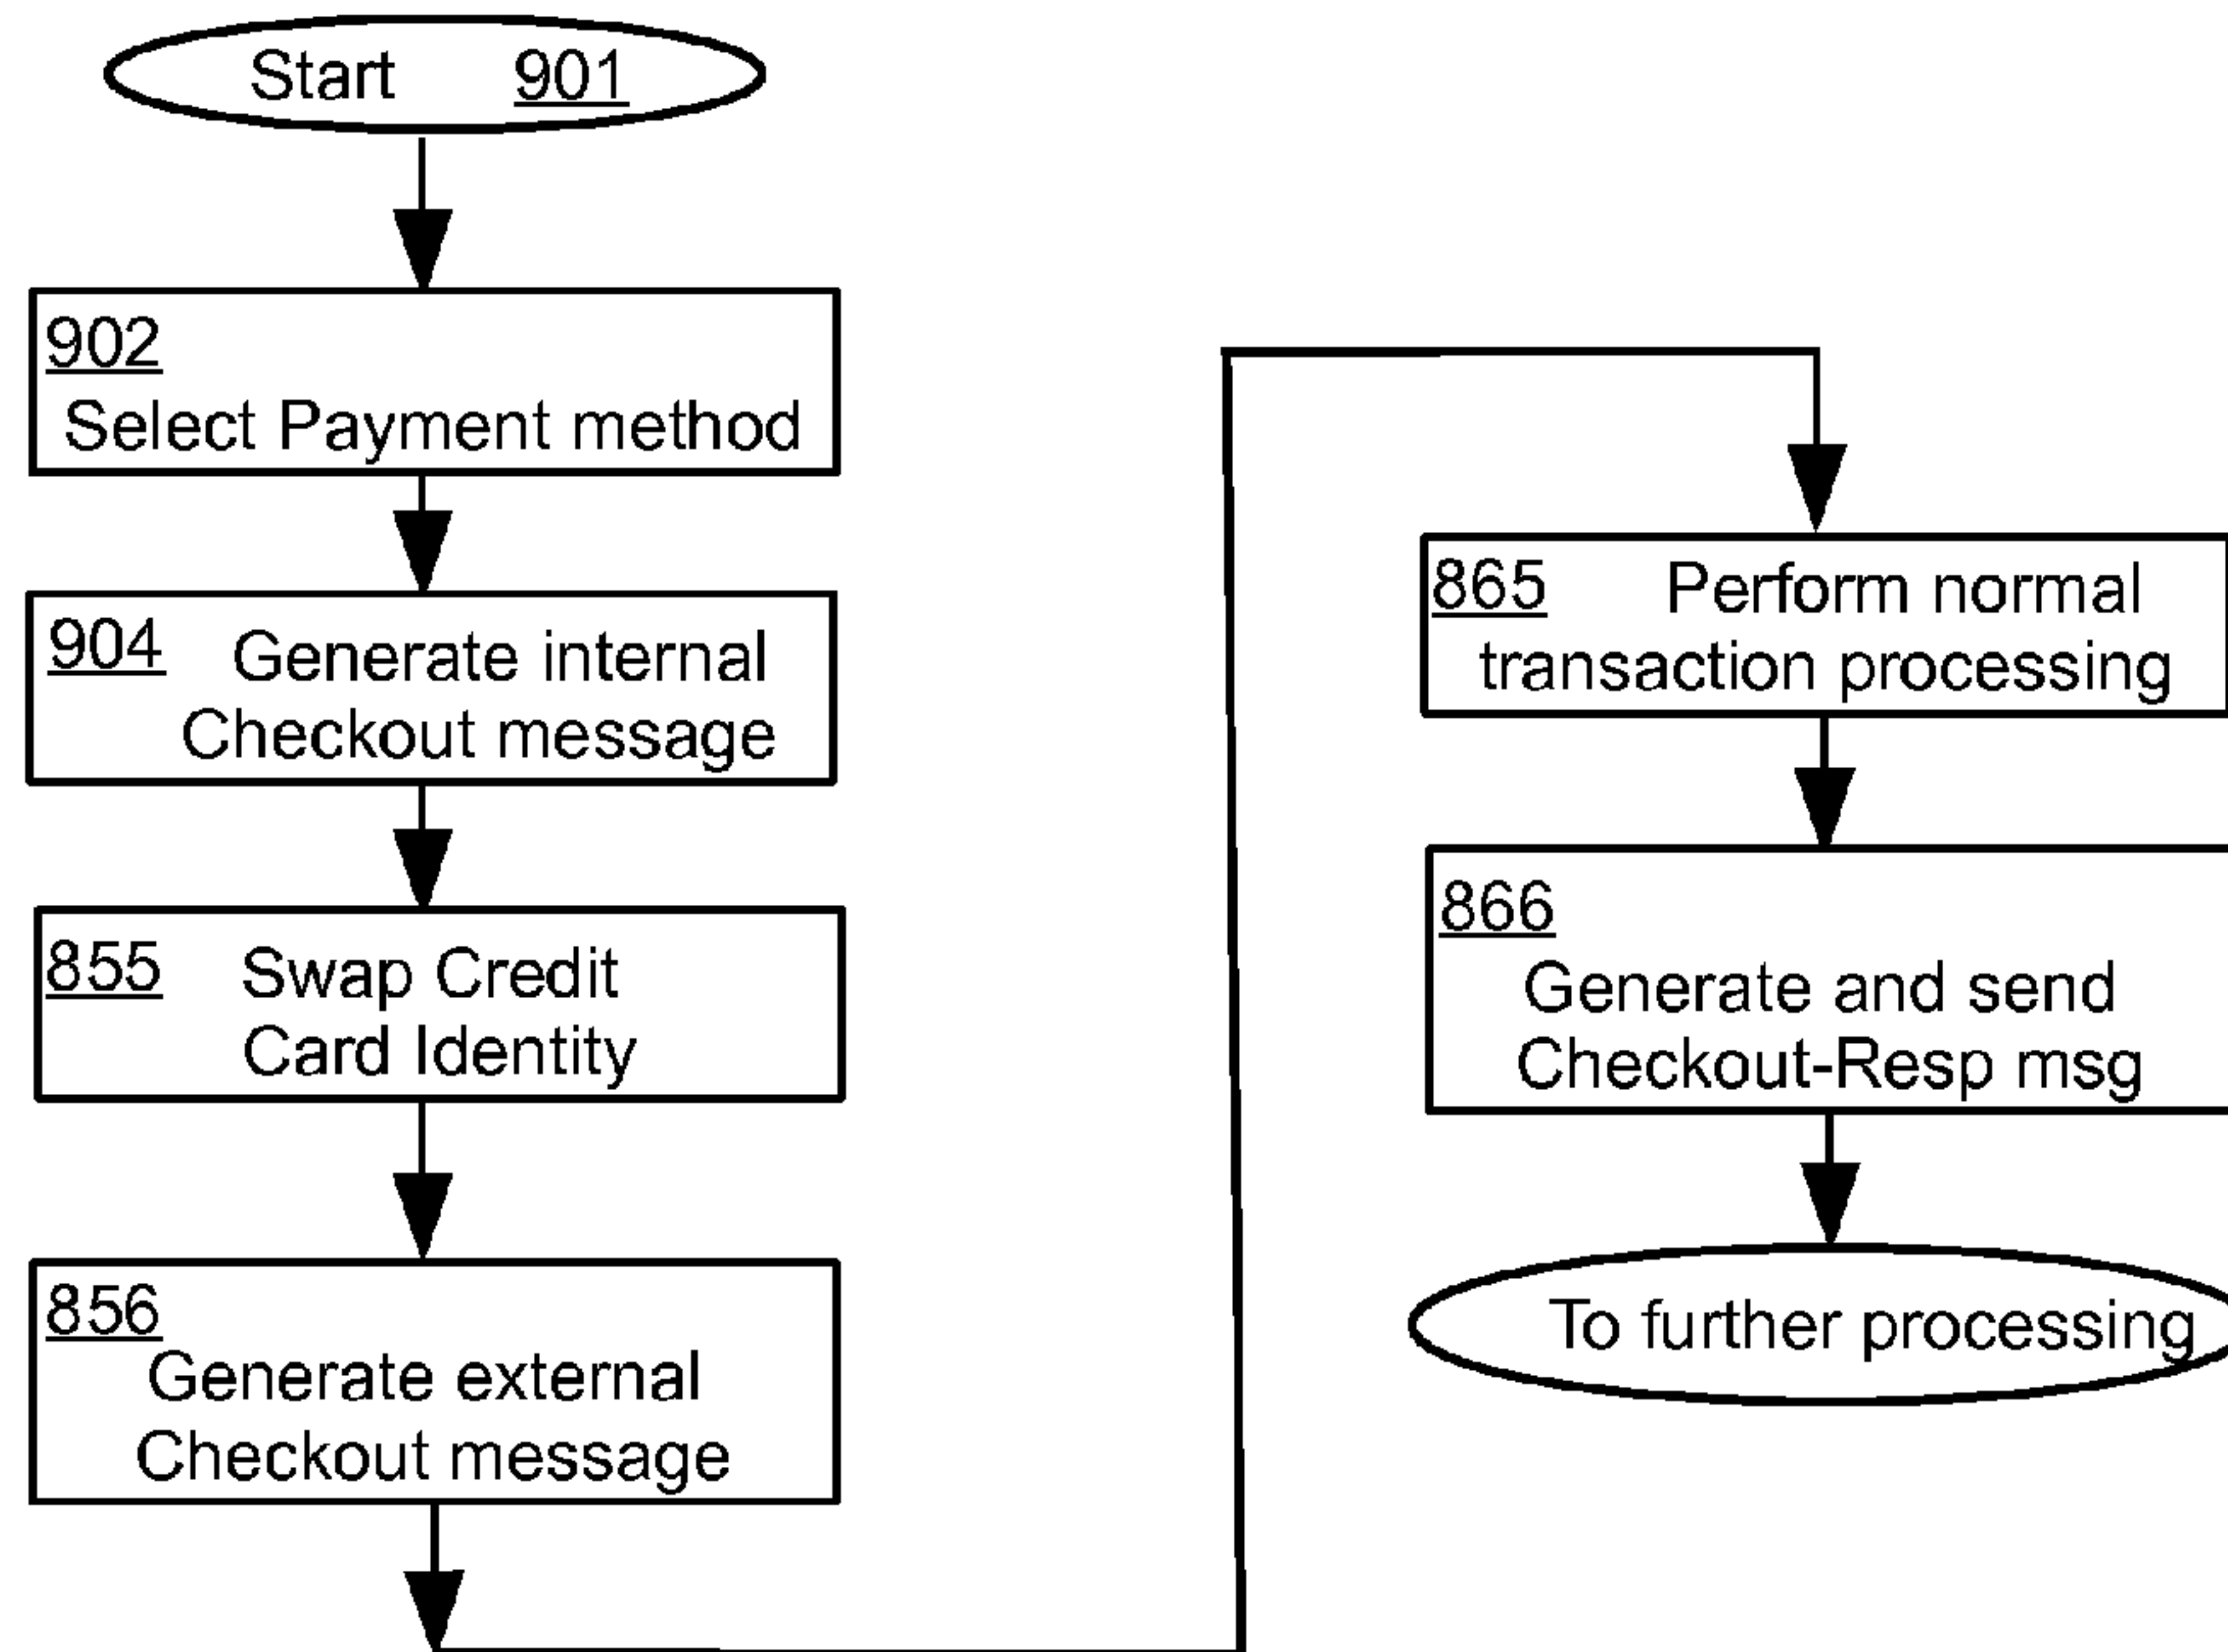 Start 901
902
Select Payment method
904 Generate internal
Checkout message
855 Swap Credit
Card Identity
856
Generate external
Checkout message
865 Perform normal
transaction processing
866
Generate and send
Checkout-Resp msg
To further processing